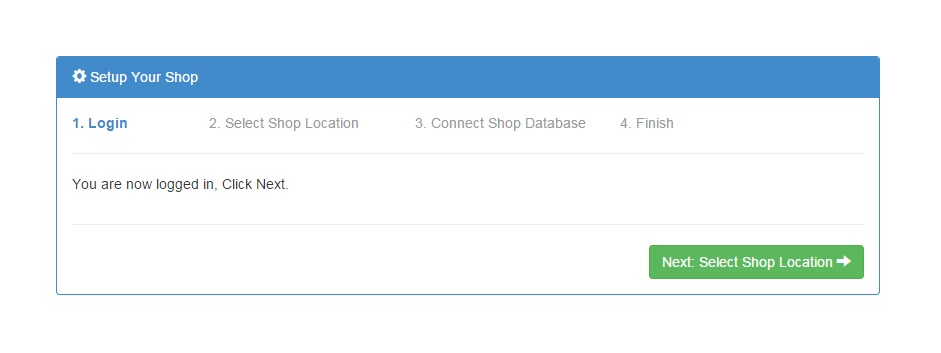 Setup Your Shop
1. Login 2. Select Shop Location 3. Connect Shop Database 4. Finish
You are now logged in, Click Next.
Next: Select Shop Location